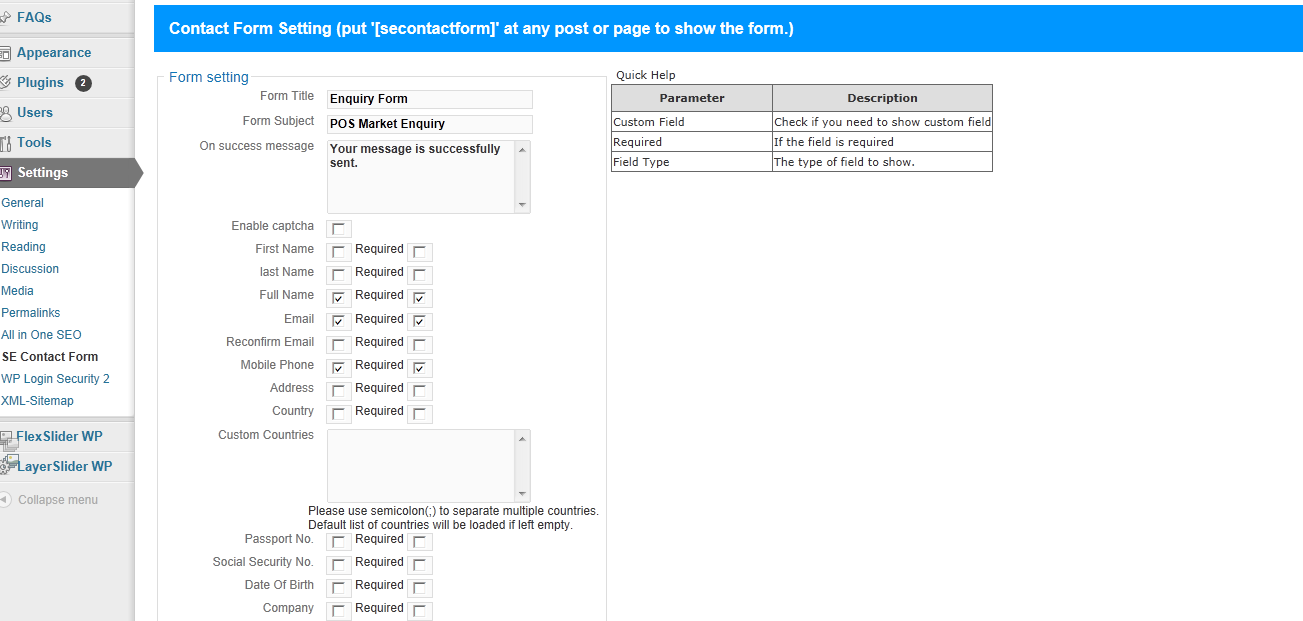 FAQs
Appearance
Plugins 2
Users
Tools
Settings
General
Writing
Reading
Discussion
Media
Permalinks
All in One SEO
SE Contact Form
WP Login Security 2
XML-Sitemap
FlexSlider WP
LayerSlider WP
Collapse menu
Contact Form Setting (put '[secontactform]' at any post or page to show the form.)
Form setting
Form Title Enquiry Form
Form Subject POS Market Enquiry
On success message Your message is successfully
sent.
Enable captcha
First Name Required
last Name Required
Full Name Required
Email Required
Reconfirm Email Required
Mobile Phone Required
Address Required
Country Required
Custom Countries
Please use semicolon(;) to separate multiple countries.
Default list of countries will be loaded if left empty.
Passport No. Required
Social Security No. Required
Date Of Birth Required
Company Required
Quick Help
Parameter Description
Custom Field Check if you need to show custom field
Required If the field is required
Field Type The type of field to show.